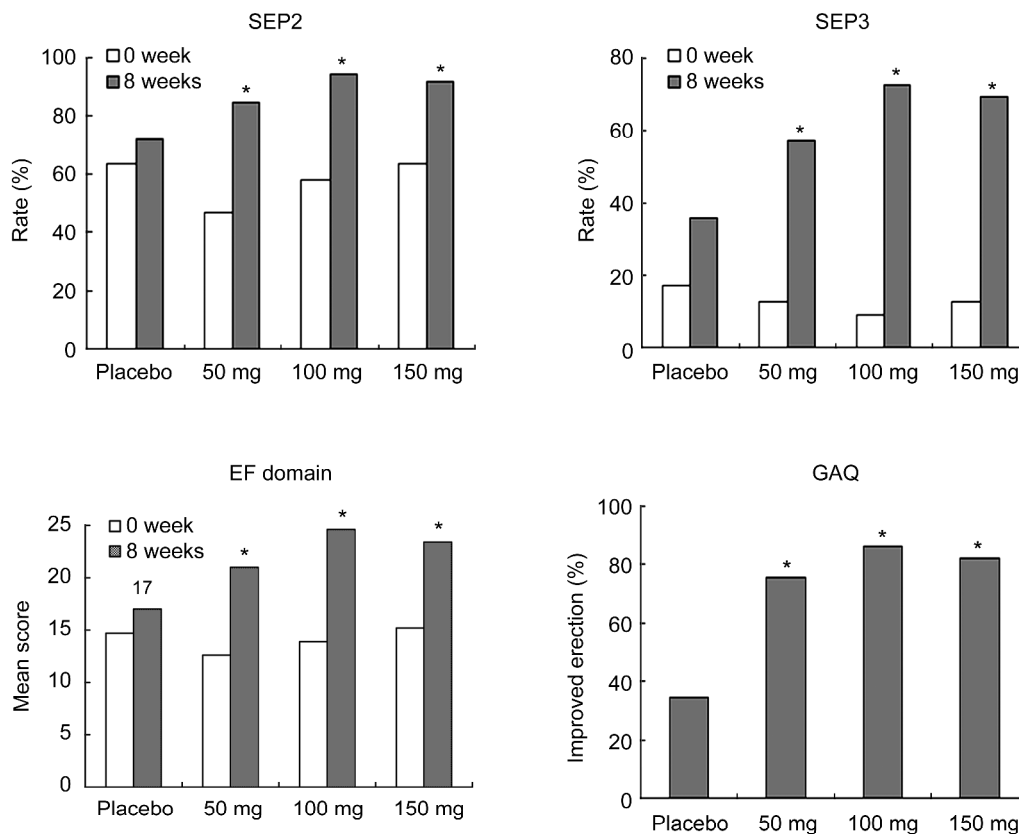 SEP2
0 week
8 weeks
Rate (%)
100
80
60
40
20
0
*
*
*
Placebo
50 mg
100 mg
150 mg
SEP3
0 week
8 weeks
Rate (%)
80
60
40
20
0
*
*
*
Placebo
50 mg
100 mg
150 mg
EF domain
0 week
8 weeks
Mean score
25
20
15
10
5
0
17
*
*
*
Placebo
50 mg
100 mg
150 mg
GAQ
Improved erection (%)
100
80
60
40
20
0
*
*
*
Placebo
50 mg
100 mg
150 mg